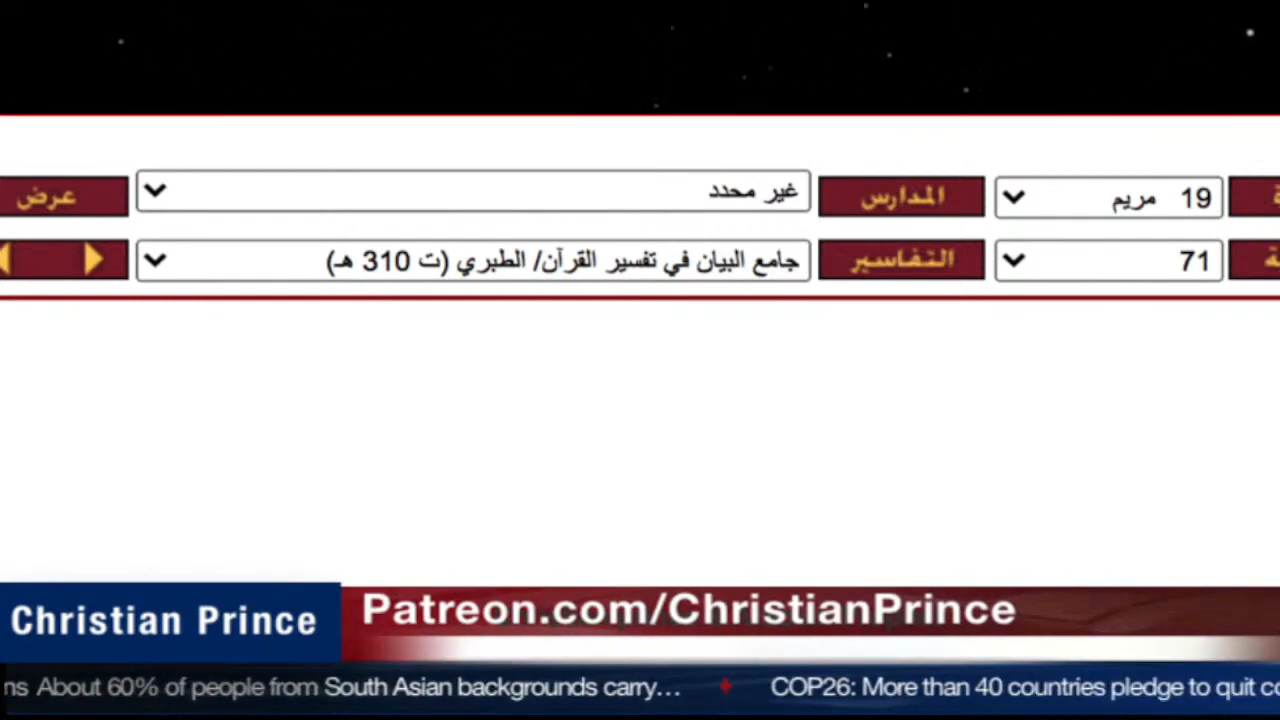 19 مريم المدارس غير محدد عرض
71 التفاسير جامع البيان في تفسير القرآن/ الطبري (ت 310 هـ)
Christian Prince Patreon.com/ChristianPrince
ns About 60% of people from South Asian backgrounds carry... COP26: More than 40 countries pledge to quit co